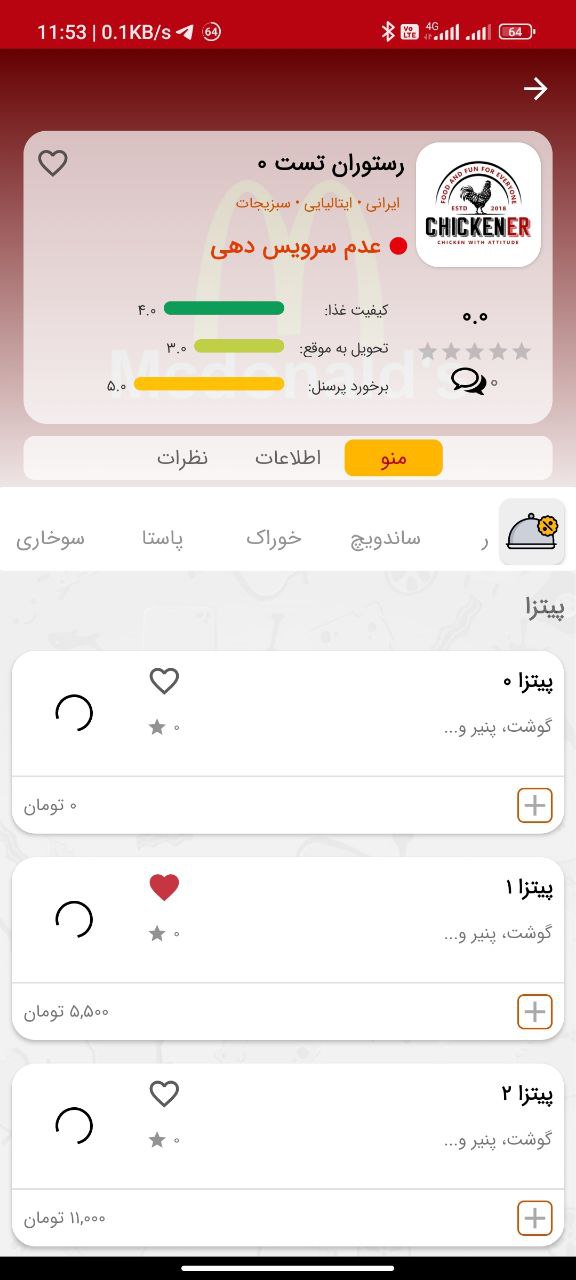 11:53 | 0.1KB/s 64
Vo LTE 4G 64
رستوران تست ۰
ایرانی • ایتالیایی • سبزیجات
عدم سرویس دهی
FOOD AND FUN FOR EVERYONE
ESTD 2018
CHICKENER
CHICKEN WITH ATTITUDE
Mcdonald's
۰.۰
۰
کیفیت غذا: ۴.۰
تحویل به موقع: ۳.۰
برخورد پرسنل: ۵.۰
منو اطلاعات نظرات
ر ساندویچ خوراک پاستا سوخاری
پیتزا
پیتزا ۰
گوشت، پنیر و...
۰
۰ تومان
پیتزا ۱
گوشت، پنیر و...
۰
۵,۵۰۰ تومان
پیتزا ۲
گوشت، پنیر و...
۰
۱۱,۰۰۰ تومان